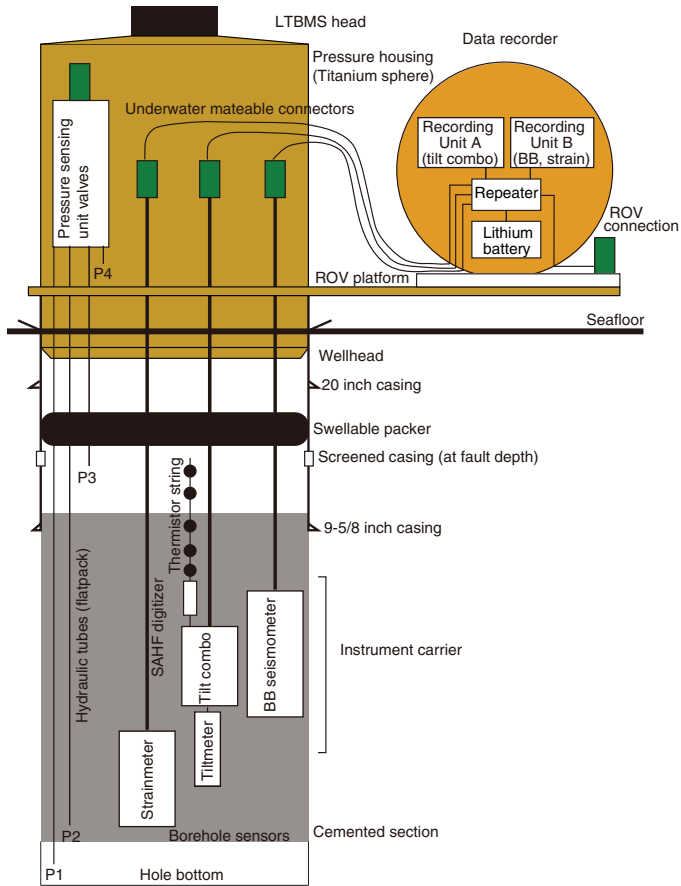 LTBMS head
Pressure housing
(Titanium sphere)
Data recorder
Underwater mateable connectors
Pressure sensing
unit valves
Recording
Unit A
(tilt combo)
Recording
Unit B
(BB, strain)
Repeater
Lithium
battery
ROV
connection
P4
ROV platform
Seafloor
Wellhead
20 inch casing
Swellable packer
Screened casing (at fault depth)
P3
9-5/8 inch casing
Thermistor string
Hydraulic tubes (flatpack)
SAHF digitizer
Tilt combo
BB seismometer
Instrument carrier
Tiltmeter
Strainmeter
P2
Borehole sensors
Cemented section
P1
Hole bottom